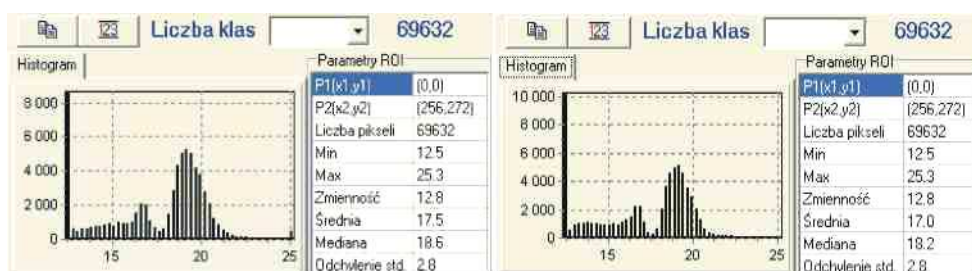 Liczba klas 69632
Histogram
Parametry ROI
P1(x1,y1) (0,0)
P2(x2,y2) (256,272)
Liczba pikseli 69632
Min 12.5
Max 25.3
Zmienność 12.8
Średnia 17.5
Mediana 18.6
Odchylenie std. 2.8
8 000
6 000
4 000
2 000
0
15 20 25
Liczba klas 69632
Histogram
Parametry ROI
P1(x1,y1) (0,0)
P2(x2,y2) (256,272)
Liczba pikseli 69632
Min 12.5
Max 25.3
Zmienność 12.8
Średnia 17.0
Mediana 18.2
Odchylenie std. 2.8
10 000
8 000
6 000
4 000
2 000
0
15 20 25